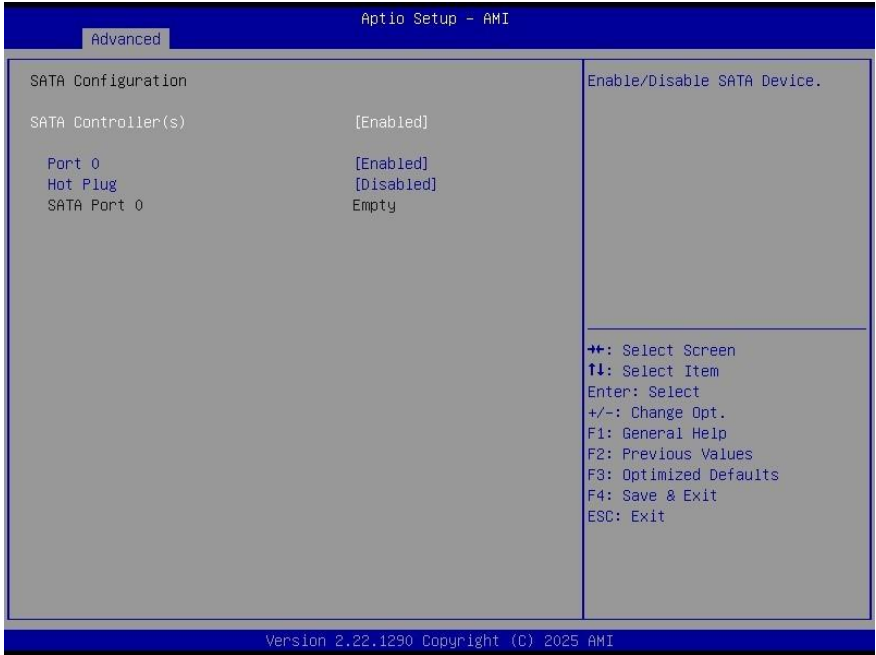 Aptio Setup – AMI
Advanced
SATA Configuration
SATA Controller(s) [Enabled]
Port 0 [Enabled]
Hot Plug [Disabled]
SATA Port 0 Empty
Enable/Disable SATA Device.
→←: Select Screen
↑↓: Select Item
Enter: Select
+/-: Change Opt.
F1: General Help
F2: Previous Values
F3: Optimized Defaults
F4: Save & Exit
ESC: Exit
Version 2.22.1290 Copyright (C) 2025 AMI